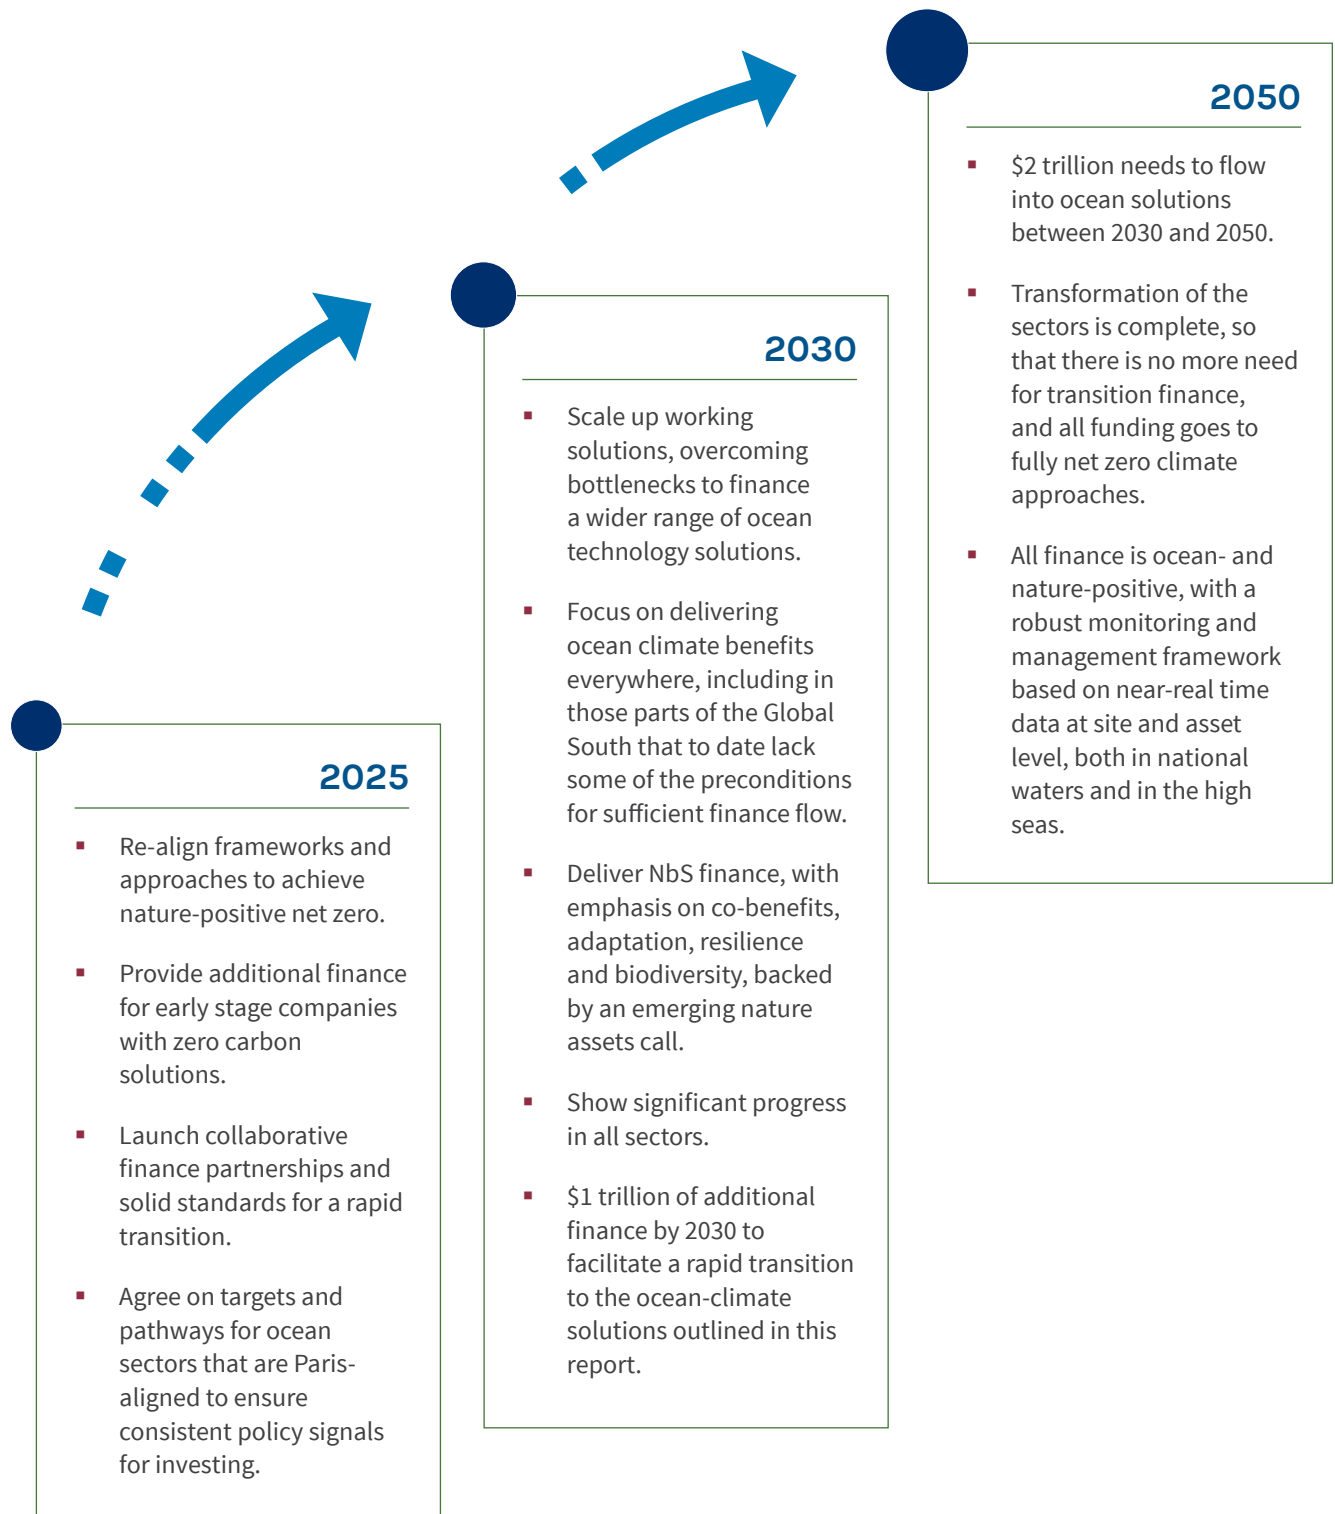 2025
Re-align frameworks and
approaches to achieve
nature-positive net zero.
Provide additional finance
for early stage companies
with zero carbon
solutions.
Launch collaborative
finance partnerships and
solid standards for a rapid
transition.
Agree on targets and
pathways for ocean
sectors that are Paris-
aligned to ensure
consistent policy signals
for investing.
2030
Scale up working
solutions, overcoming
bottlenecks to finance
a wider range of ocean
technology solutions.
Focus on delivering
ocean climate benefits
everywhere, including in
those parts of the Global
South that to date lack
some of the preconditions
for sufficient finance flow.
Deliver NbS finance, with
emphasis on co-benefits,
adaptation, resilience
and biodiversity, backed
by an emerging nature
assets call.
Show significant progress
in all sectors.
$1 trillion of additional
finance by 2030 to
facilitate a rapid transition
to the ocean-climate
solutions outlined in this
report.
2050
$2 trillion needs to flow
into ocean solutions
between 2030 and 2050.
Transformation of the
sectors is complete, so
that there is no more need
for transition finance,
and all funding goes to
fully net zero climate
approaches.
All finance is ocean- and
nature-positive, with a
robust monitoring and
management framework
based on near-real time
data at site and asset
level, both in national
waters and in the high
seas.